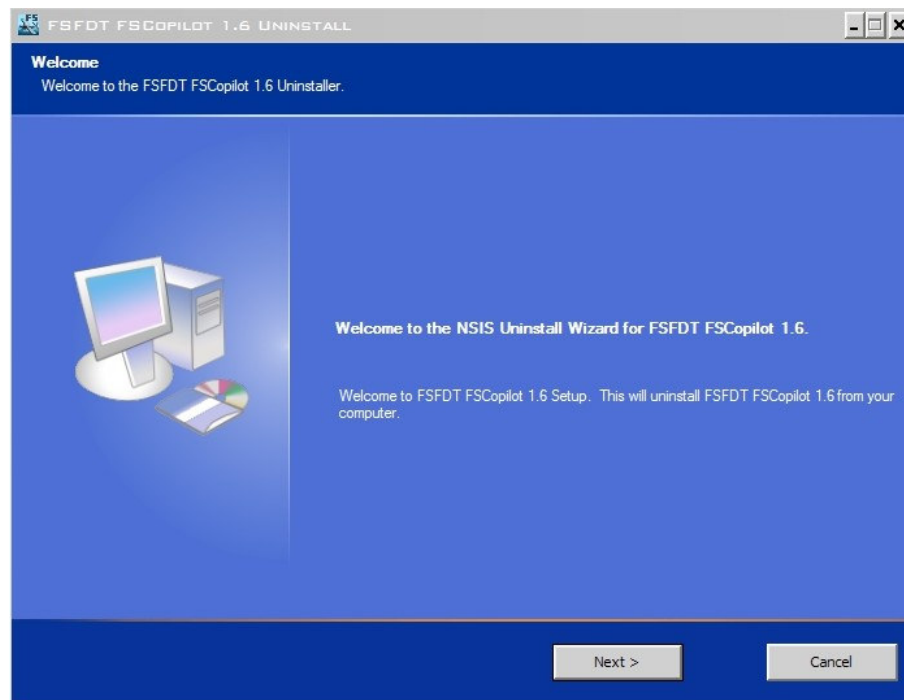 FSFDT FSCopilot 1.6 Uninstall
Welcome
Welcome to the FSFDT FSCopilot 1.6 Uninstaller.
Welcome to the NSIS Uninstall Wizard for FSFDT FSCopilot 1.6.
Welcome to FSFDT FSCopilot 1.6 Setup. This will uninstall FSFDT FSCopilot 1.6 from your
computer.
Next >
Cancel